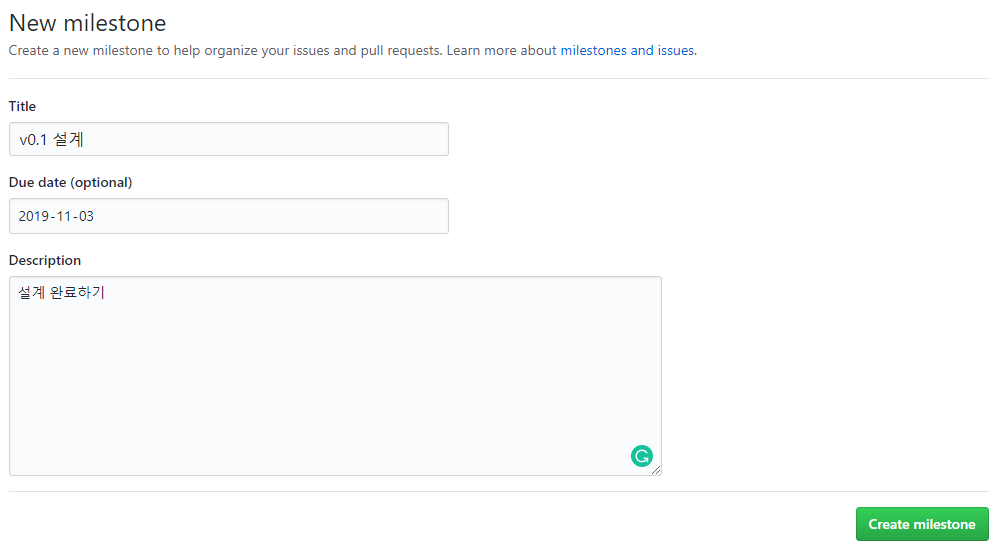 New milestone
Create a new milestone to help organize your issues and pull requests. Learn more about milestones and issues.
Title
v0.1 설계
Due date (optional)
2019-11-03
Description
설계 완료하기
Create milestone